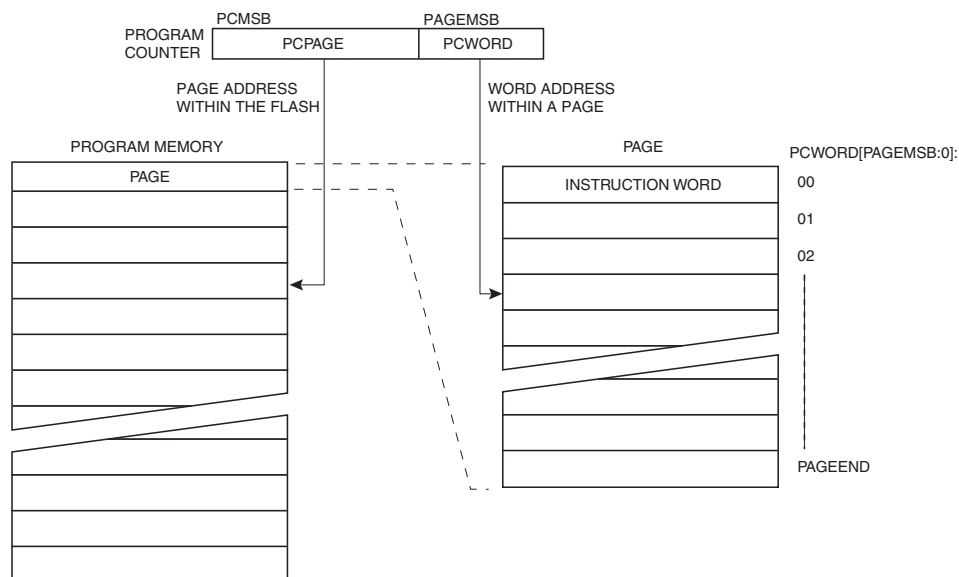 PCMSB PAGEMSB
PROGRAM
COUNTER
PCPAGE PCWORD
PAGE ADDRESS
WITHIN THE FLASH
WORD ADDRESS
WITHIN A PAGE
PROGRAM MEMORY
PAGE
PAGE
PCWORD[PAGEMSB:0]:
INSTRUCTION WORD
00
01
02
PAGEEND